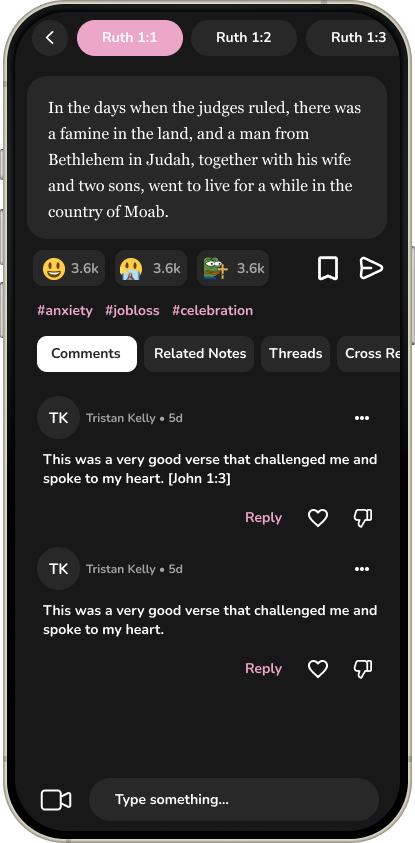 Ruth 1:1 Ruth 1:2 Ruth 1:3
In the days when the judges ruled, there was
a famine in the land, and a man from
Bethlehem in Judah, together with his wife
and two sons, went to live for a while in the
country of Moab.
3.6k 3.6k 3.6k
#anxiety #jobloss #celebration
Comments Related Notes Threads Cross Re
TK Tristan Kelly • 5d
This was a very good verse that challenged me and
spoke to my heart. [John 1:3]
Reply
TK Tristan Kelly • 5d
This was a very good verse that challenged me and
spoke to my heart.
Reply
Type something...